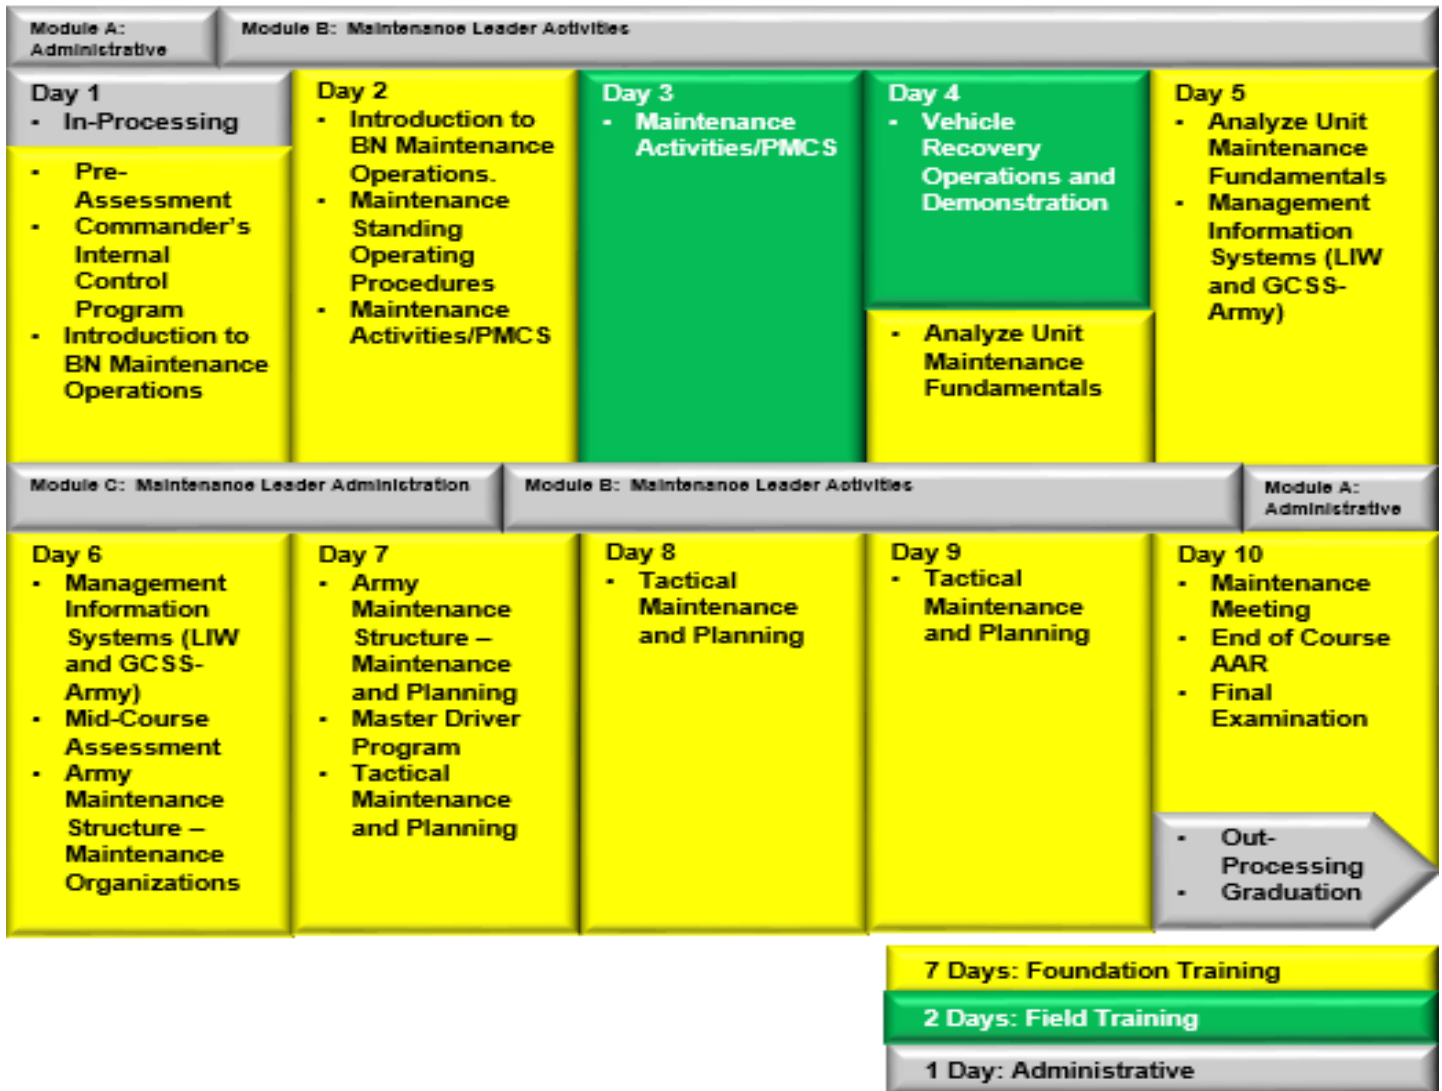 Module A:
Administrative
Module B: Maintenance Leader Activities
Day 1
- In-Processing
- Pre-
Assessment
- Commander's
Internal
Control
Program
- Introduction to
BN Maintenance
Operations
Day 2
- Introduction to
BN Maintenance
Operations.
- Maintenance
Standing
Operating
Procedures
- Maintenance
Activities/PMCS
Day 3
- Maintenance
Activities/PMCS
Day 4
- Vehicle
Recovery
Operations and
Demonstration
- Analyze Unit
Maintenance
Fundamentals
Day 5
- Analyze Unit
Maintenance
Fundamentals
- Management
Information
Systems (LIW
and GCSS-
Army)
Module C: Maintenance Leader Administration
Module B: Maintenance Leader Activities
Module A:
Administrative
Day 6
- Management
Information
Systems (LIW
and GCSS-
Army)
- Mid-Course
Assessment
- Army
Maintenance
Structure –
Maintenance
Organizations
Day 7
- Army
Maintenance
Structure –
Maintenance
and Planning
- Master Driver
Program
- Tactical
Maintenance
and Planning
Day 8
- Tactical
Maintenance
and Planning
Day 9
- Tactical
Maintenance
and Planning
Day 10
- Maintenance
Meeting
- End of Course
AAR
- Final
Examination
- Out-
Processing
- Graduation
7 Days: Foundation Training
2 Days: Field Training
1 Day: Administrative